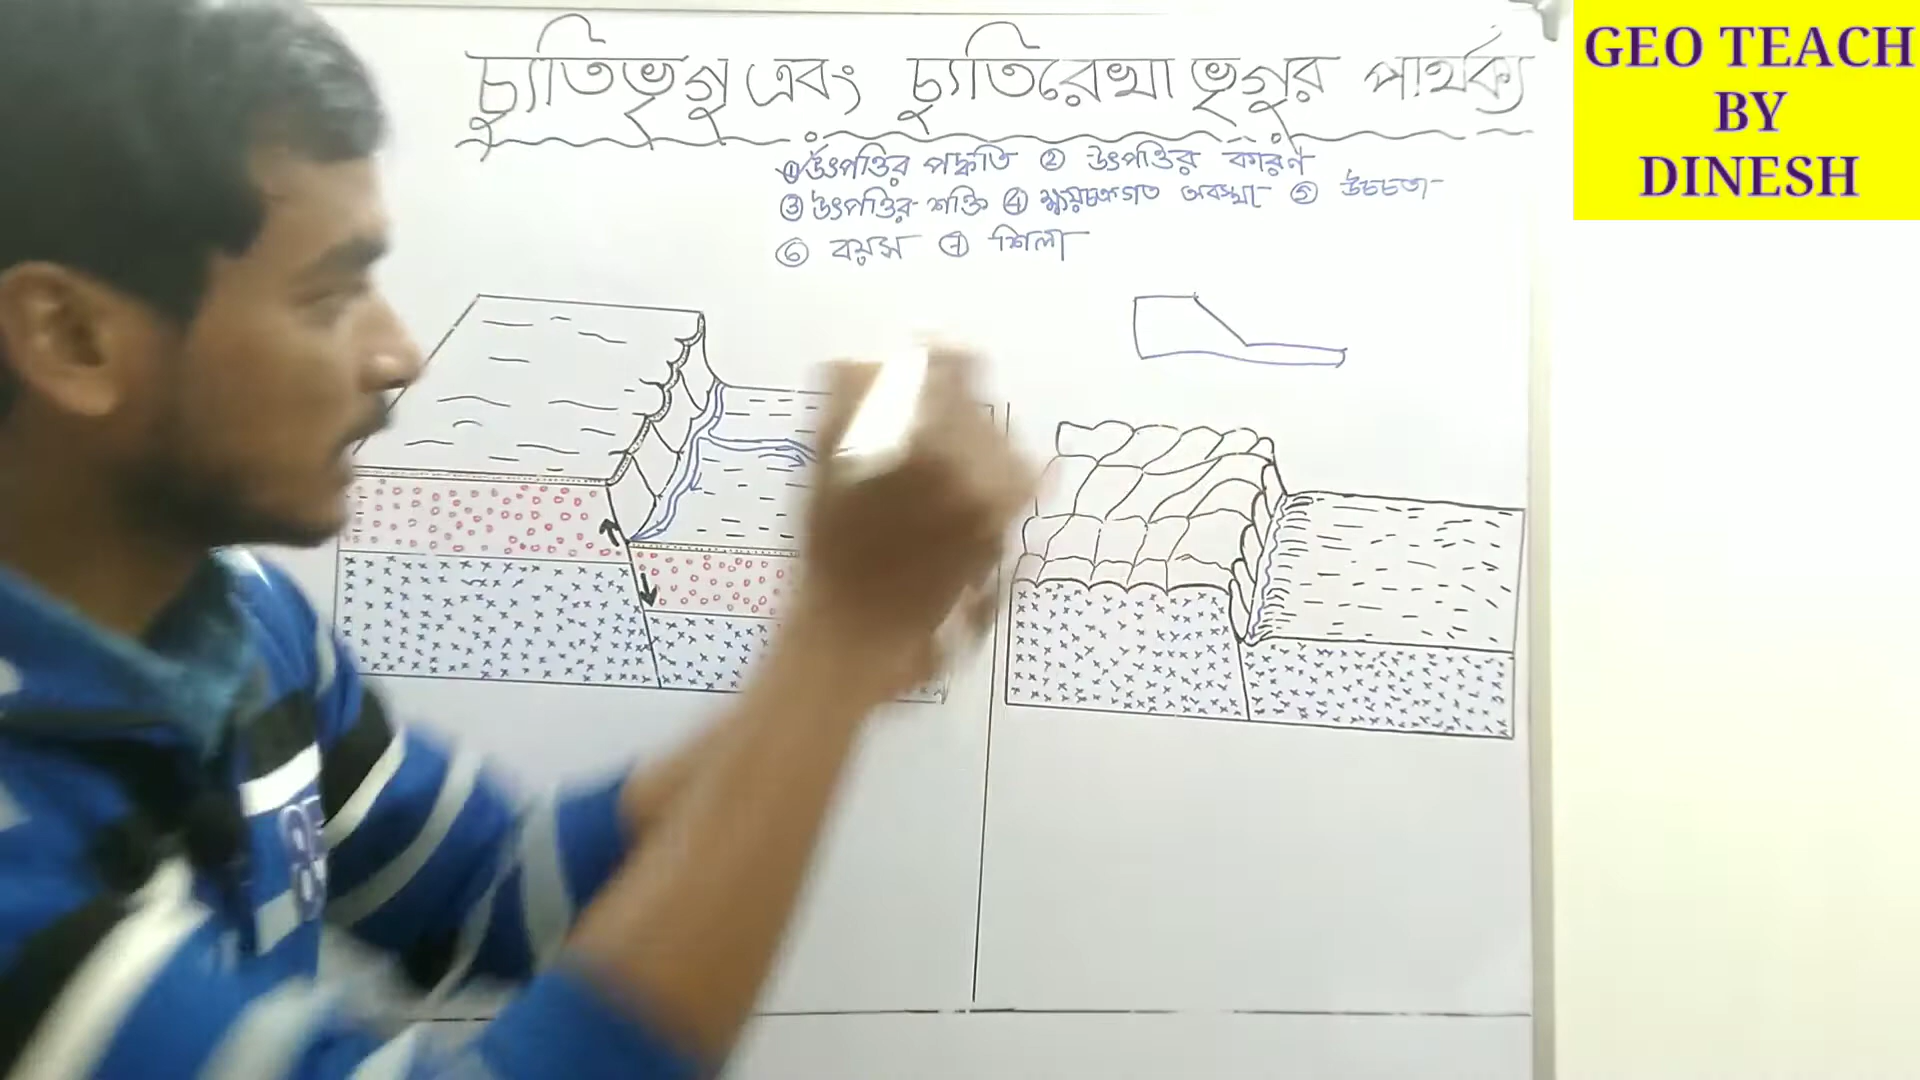 চ্যুতিভৃগু এবং চ্যুতিরেখা ভৃগুর পার্থক্য
① উৎপত্তির পদ্ধতি ② উৎপত্তির কারণ
③ উৎপত্তির শক্তি ④ ক্ষয়চক্রগত অবস্থা ⑤ উচ্চতা
⑥ বয়স ⑦ শিলা
GEO TEACH
BY
DINESH